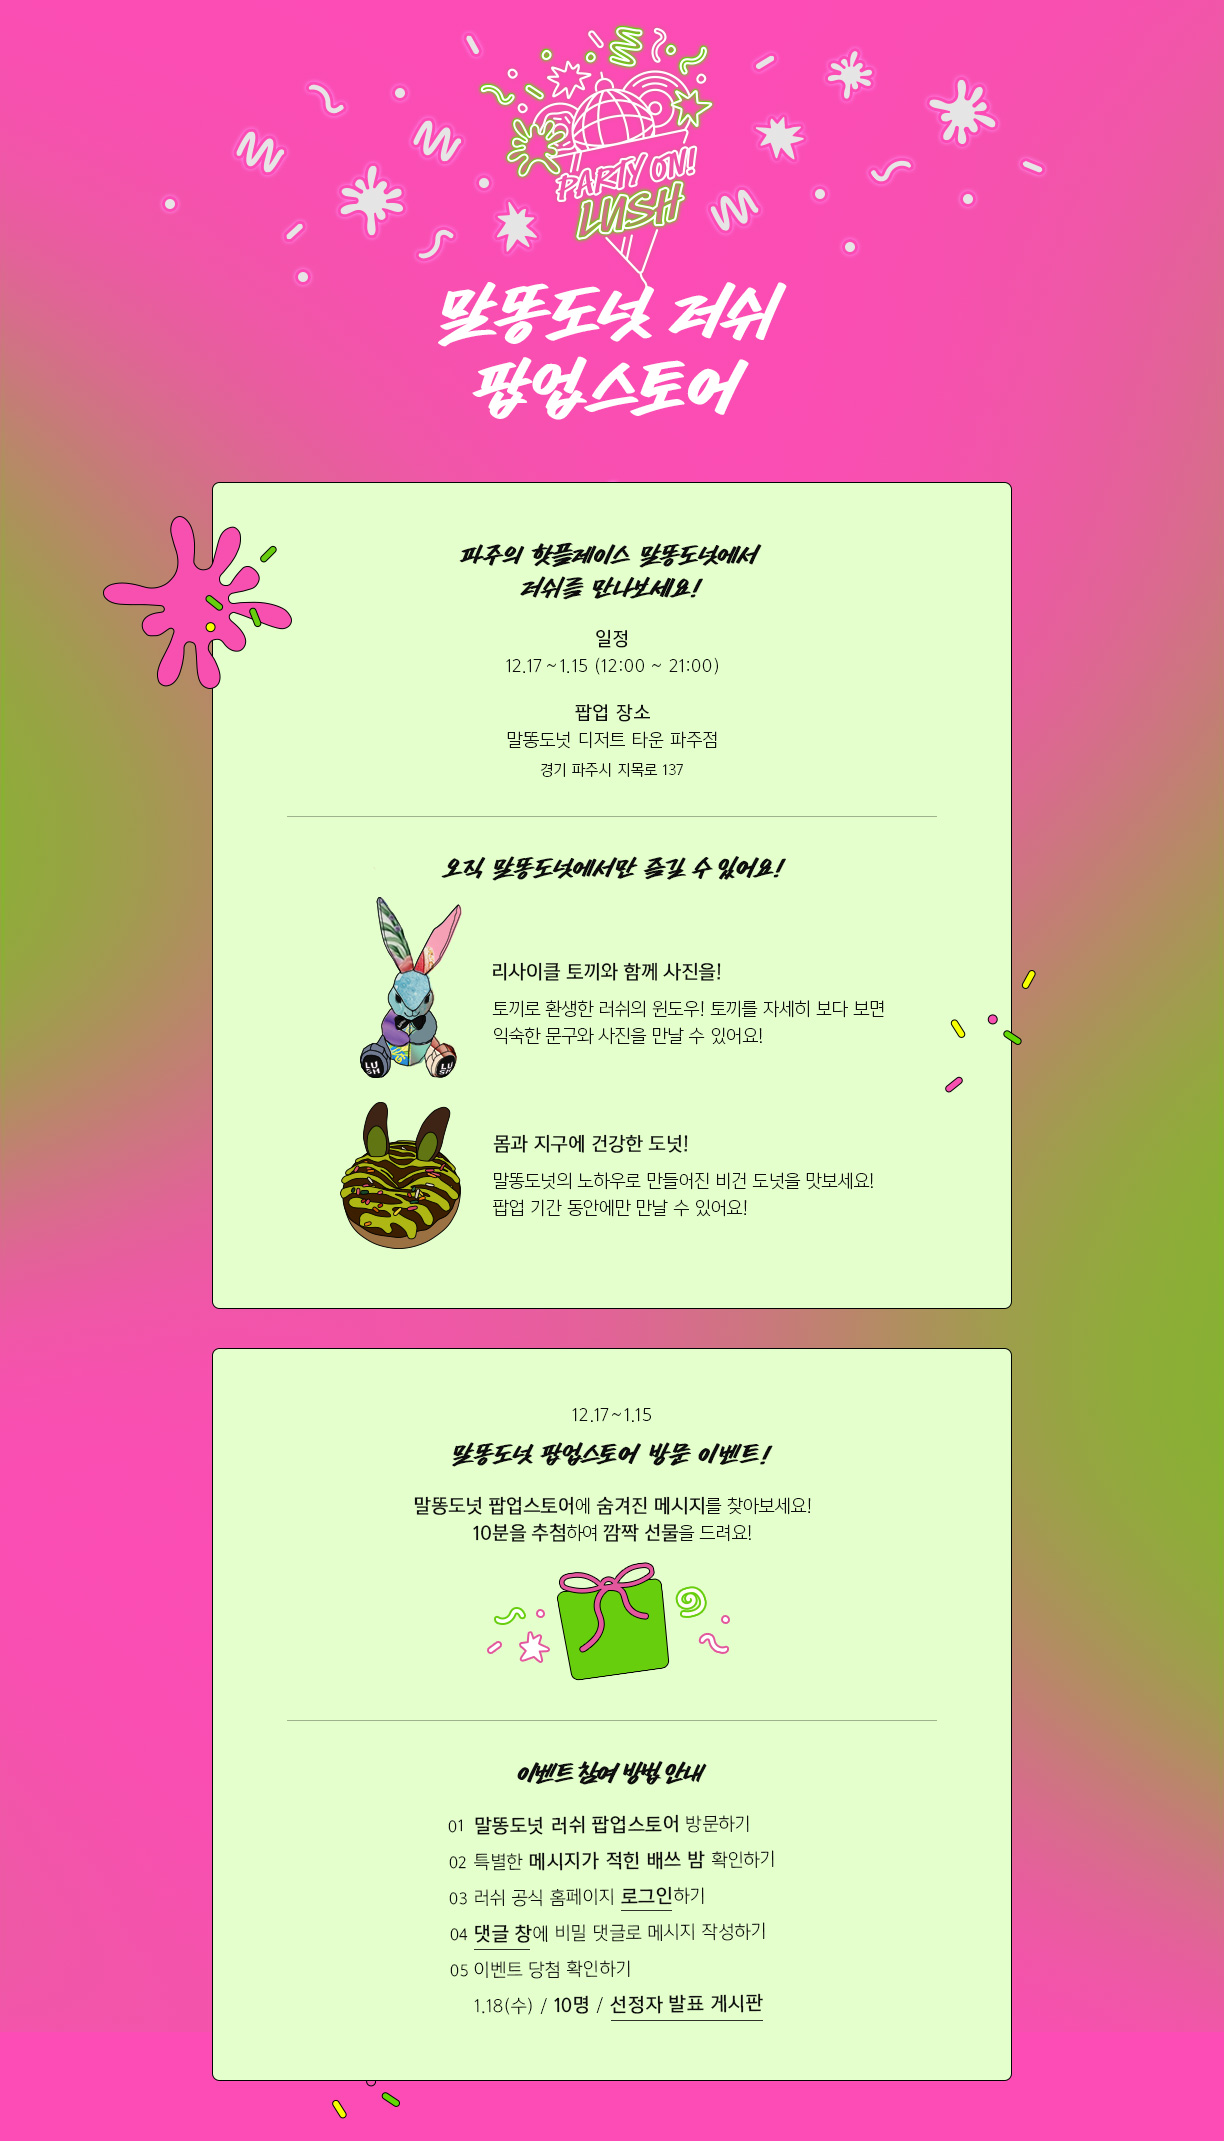 PARTY ON!
LUSH
말똥도넛 러쉬
팝업스토어
파주의 핫플레이스 말똥도넛에서
러쉬를 만나보세요!
일정
12.17 ~ 1.15 (12:00 ~ 21:00)
팝업 장소
말똥도넛 디저트 타운 파주점
경기 파주시 지목로 137
오직 말똥도넛에서만 즐길 수 있어요!
리사이클 토끼와 함께 사진을!
토끼로 환생한 러쉬의 윈도우! 토끼를 자세히 보다 보면
익숙한 문구와 사진을 만날 수 있어요!
LU
SH
LU
SH
몸과 지구에 건강한 도넛!
말똥도넛의 노하우로 만들어진 비건 도넛을 맛보세요!
팝업 기간 동안에만 만날 수 있어요!
12.17 ~ 1.15
말똥도넛 팝업스토어 방문 이벤트!
말똥도넛 팝업스토어에 숨겨진 메시지를 찾아보세요!
10분을 추첨하여 깜짝 선물을 드려요!
이벤트 참여 방법 안내
01 말똥도넛 러쉬 팝업스토어 방문하기
02 특별한 메시지가 적힌 배쓰 밤 확인하기
03 러쉬 공식 홈페이지 로그인하기
04 댓글 창에 비밀 댓글로 메시지 작성하기
05 이벤트 당첨 확인하기
1.18(수) / 10명 / 선정자 발표 게시판